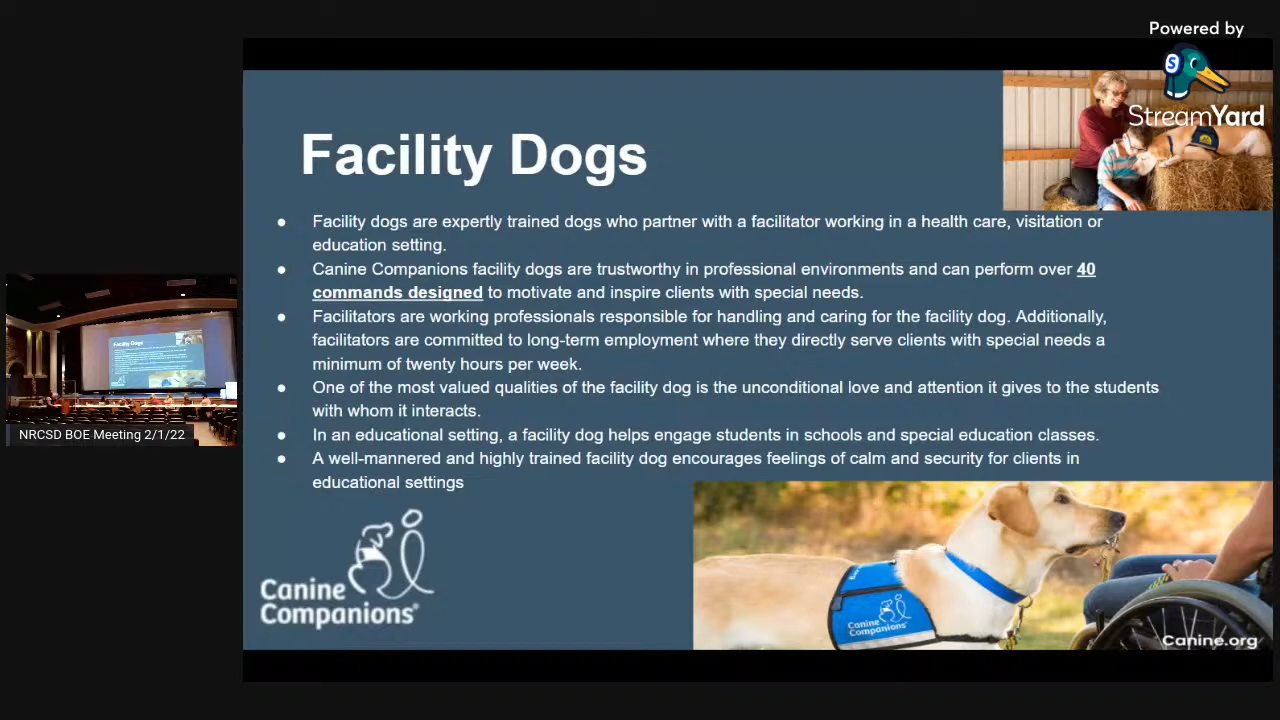 Powered by
StreamYard
Facility Dogs
● Facility dogs are expertly trained dogs who partner with a facilitator working in a health care, visitation or
education setting.
● Canine Companions facility dogs are trustworthy in professional environments and can perform over 40
commands designed to motivate and inspire clients with special needs.
● Facilitators are working professionals responsible for handling and caring for the facility dog. Additionally,
facilitators are committed to long-term employment where they directly serve clients with special needs a
minimum of twenty hours per week.
● One of the most valued qualities of the facility dog is the unconditional love and attention it gives to the students
with whom it interacts.
● In an educational setting, a facility dog helps engage students in schools and special education classes.
● A well-mannered and highly trained facility dog encourages feelings of calm and security for clients in
educational settings
Canine
Companions®
Canine
Companions
Canine.org
Facility Dogs
NRCSD BOE Meeting 2/1/22